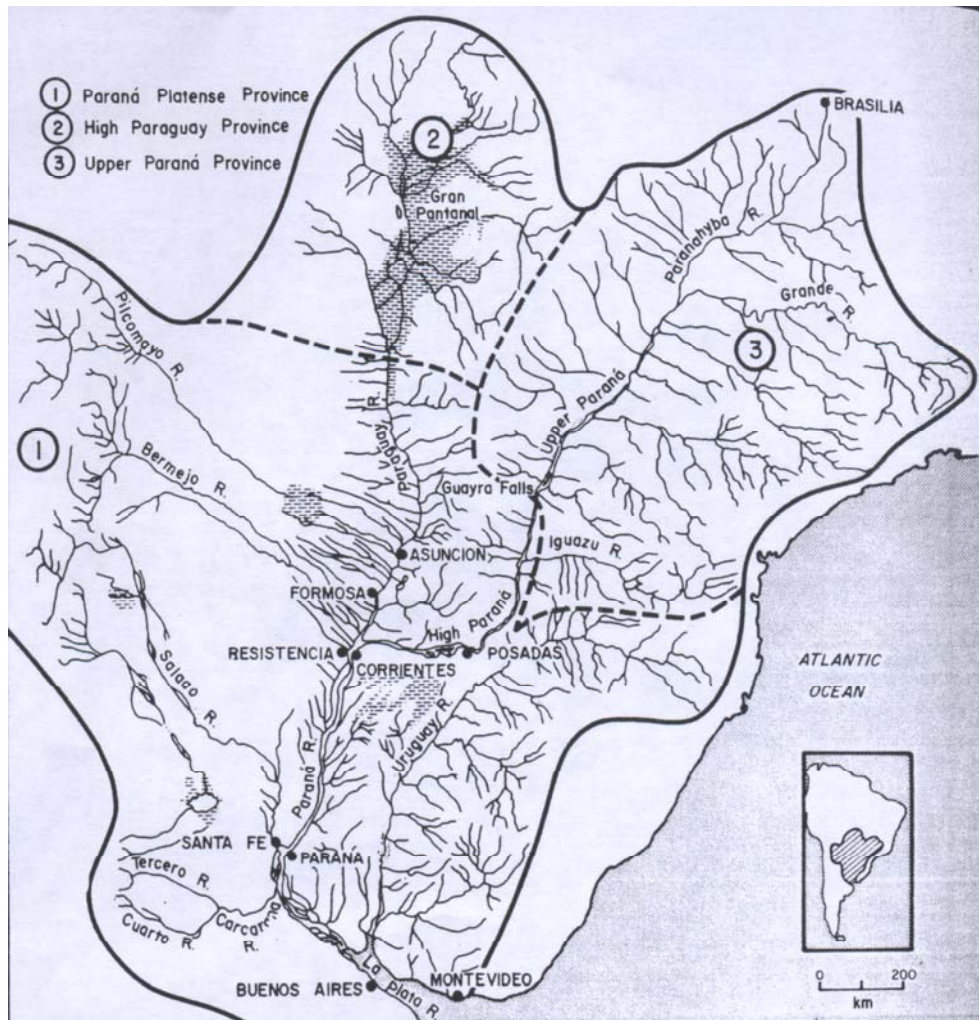 1 Paraná Platense Province
2 High Paraguay Province
3 Upper Paraná Province
BRASILIA
2
Gran
Pantanal
Paranahyba R.
Grande R.
3
Pilcomayo R.
1
Bermejo R.
Paraguay R.
Upper Paraná
Guayra Falls
Iguazu R.
ASUNCION
FORMOSA
High Paraná
RESISTENCIA
CORRIENTES
POSADAS
ATLANTIC
OCEAN
Salaco R.
Paraná R.
Uruguay R.
SANTA FE
PARANA
Tercero R.
Cuarto R.
Carcaraña R.
La Plata R.
BUENOS AIRES
MONTEVIDEO
0 200
km